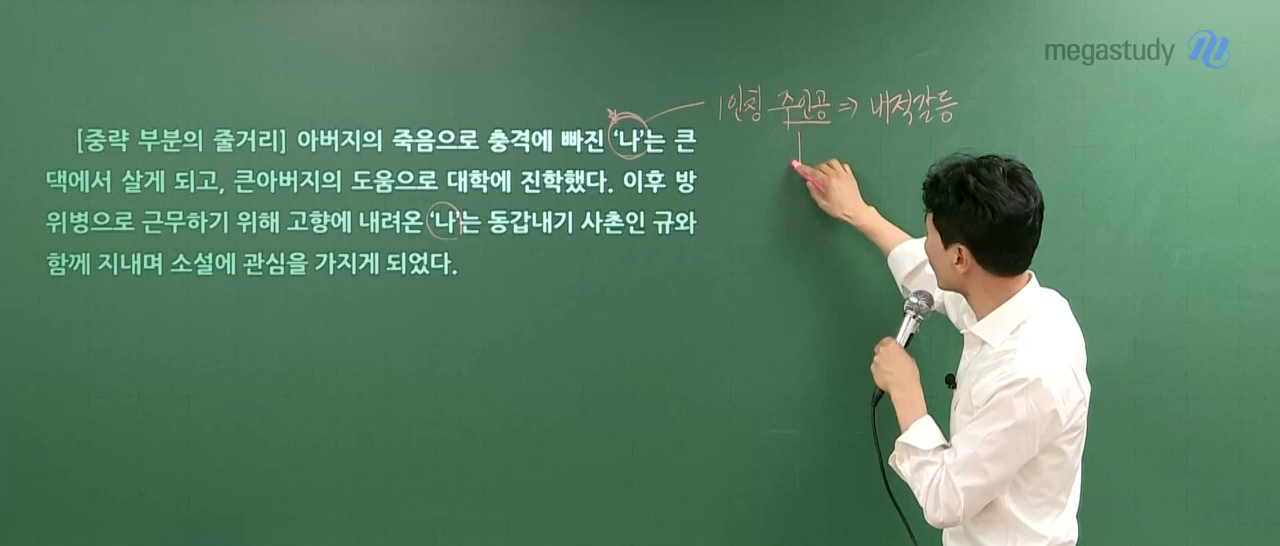 megastudy
1인칭 주인공 ⇒ 내적갈등
[중략 부분의 줄거리] 아버지의 죽음으로 충격에 빠진 ‘나’는 큰
댁에서 살게 되고, 큰아버지의 도움으로 대학에 진학했다. 이후 방
위병으로 근무하기 위해 고향에 내려온 ‘나’는 동갑내기 사촌인 규와
함께 지내며 소설에 관심을 가지게 되었다.